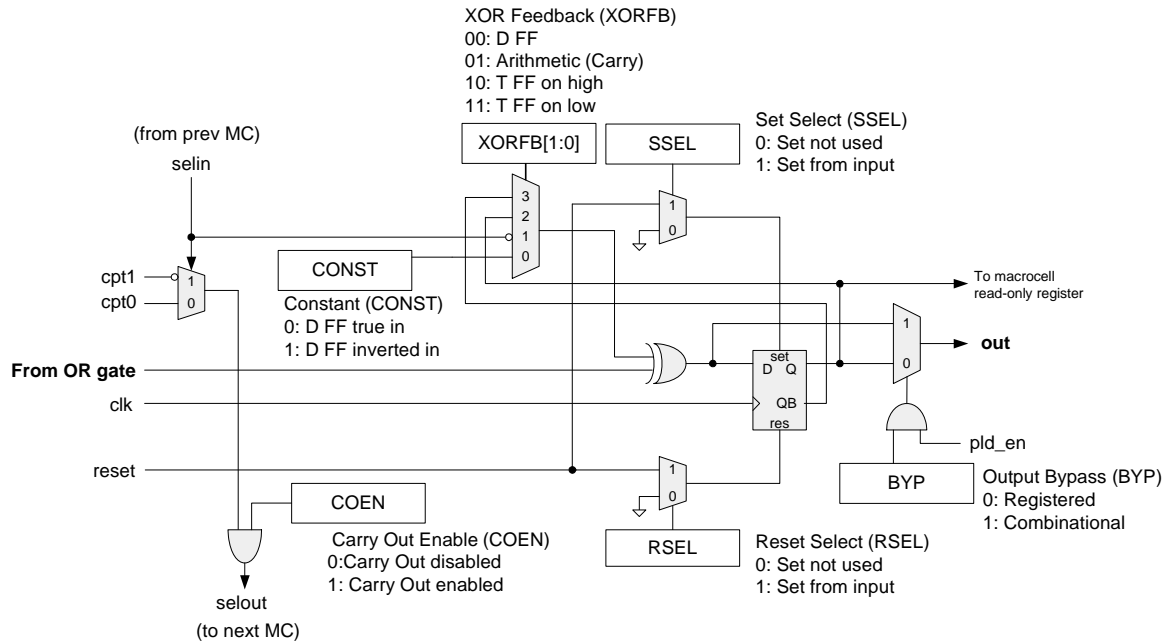 XOR Feedback (XORFB)
00: D FF
01: Arithmetic (Carry)
10: T FF on high
11: T FF on low
Set Select (SSEL)
0: Set not used
1: Set from input
(from prev MC)
selin
XORFB[1:0]
SSEL
3
2
1
0
1
0
CONST
Constant (CONST)
0: D FF true in
1: D FF inverted in
cpt1
cpt0
1
0
To macrocell
read-only register
1
0
out
From OR gate
set
D Q
QB
res
clk
pld_en
reset
1
0
BYP
Output Bypass (BYP)
0: Registered
1: Combinational
COEN
Carry Out Enable (COEN)
0:Carry Out disabled
1: Carry Out enabled
RSEL
Reset Select (RSEL)
0: Set not used
1: Set from input
selout
(to next MC)